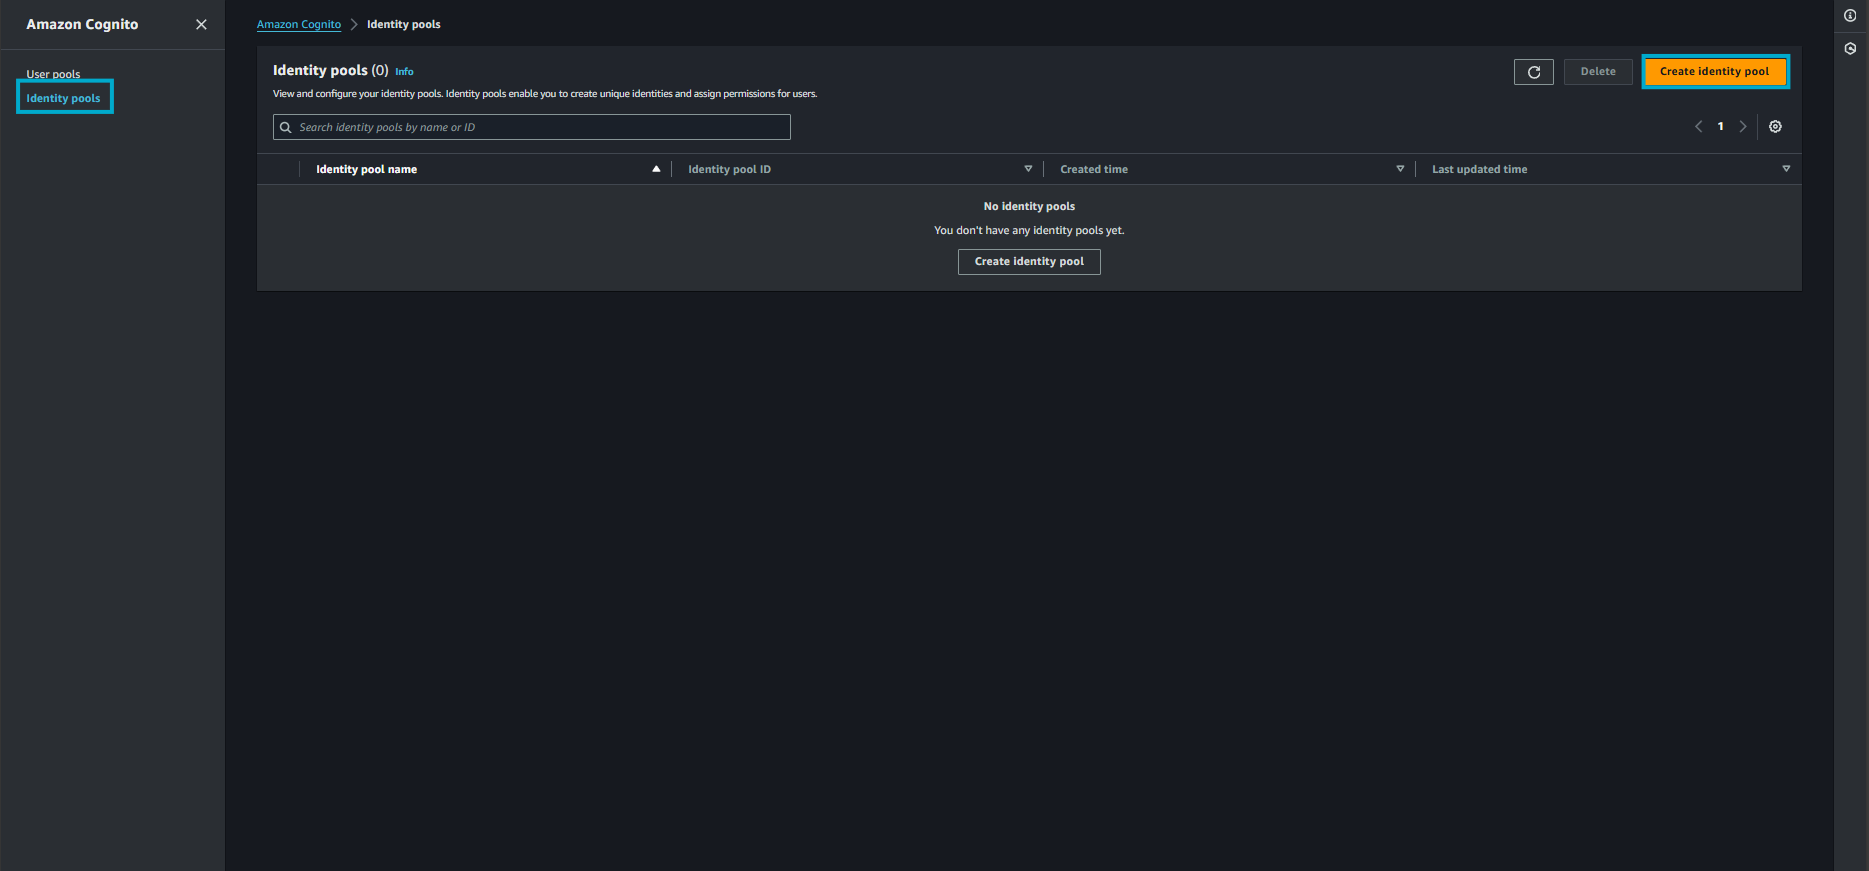 Amazon Cognito
User pools
Identity pools
Amazon Cognito Identity pools
Identity pools (0) Info
View and configure your identity pools. Identity pools enable you to create unique identities and assign permissions for users.
Delete
Create identity pool
Search identity pools by name or ID
1
Identity pool name Identity pool ID Created time Last updated time
No identity pools
You don't have any identity pools yet.
Create identity pool